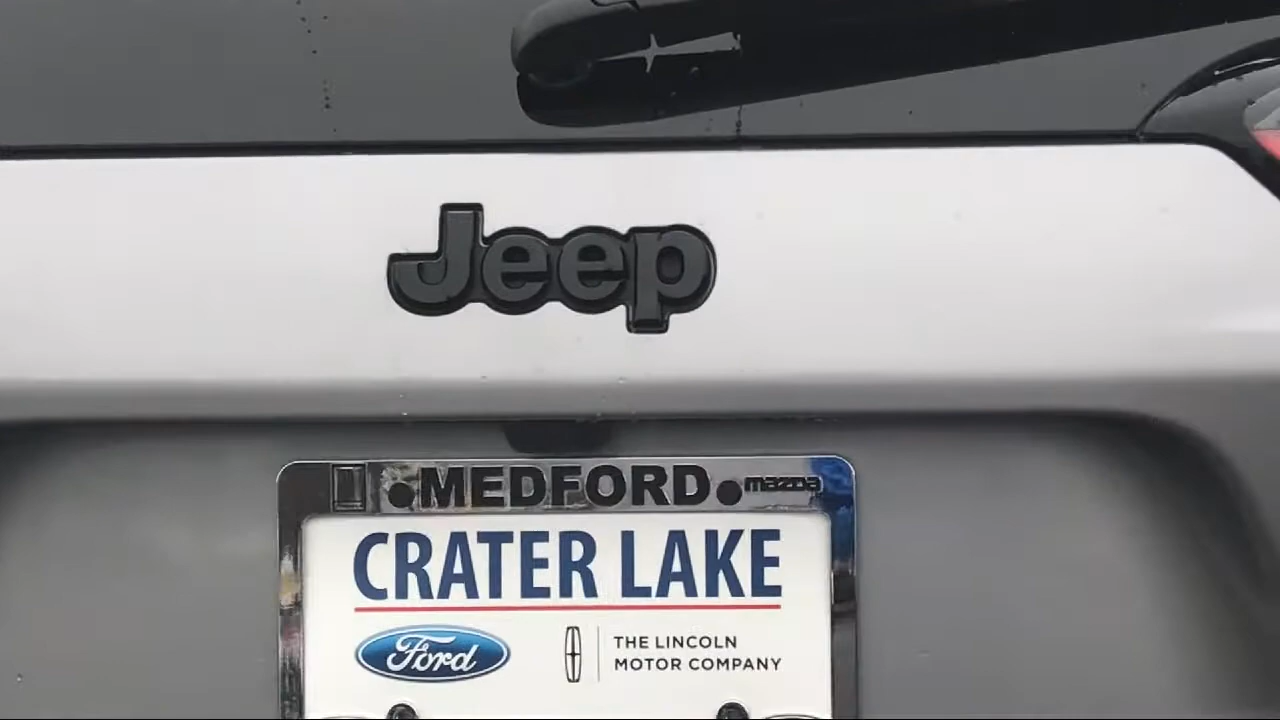 Jeep
MEDFORD mazda
CRATER LAKE
Ford
THE LINCOLN
MOTOR COMPANY